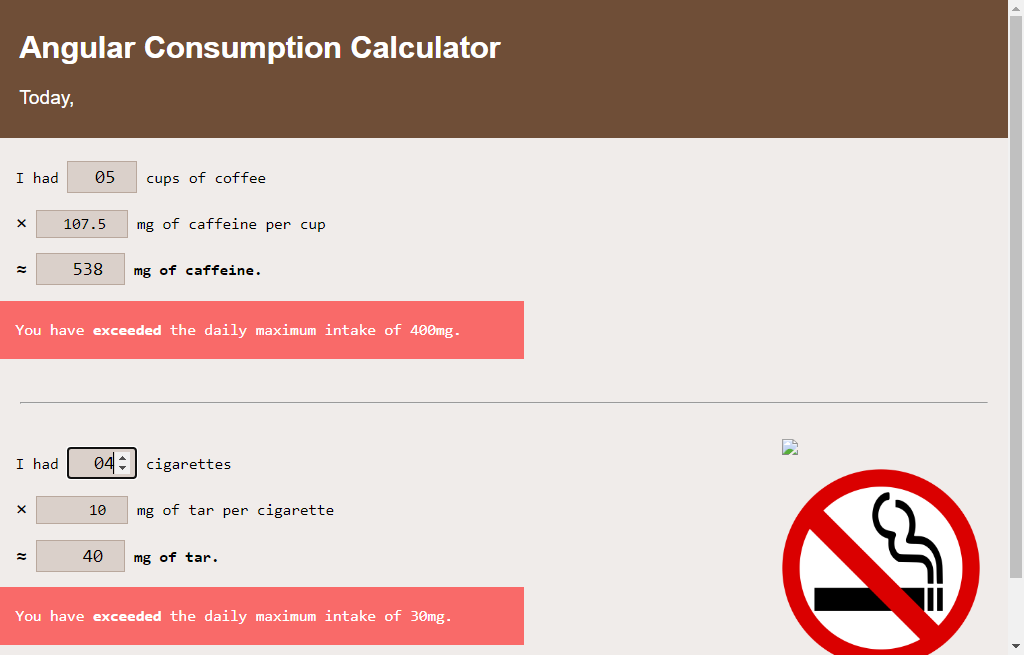 Angular Consumption Calculator
Today,
I had 05 cups of coffee
× 107.5 mg of caffeine per cup
≈ 538 mg of caffeine.
You have exceeded the daily maximum intake of 400mg.
I had 04 cigarettes
× 10 mg of tar per cigarette
≈ 40 mg of tar.
You have exceeded the daily maximum intake of 30mg.